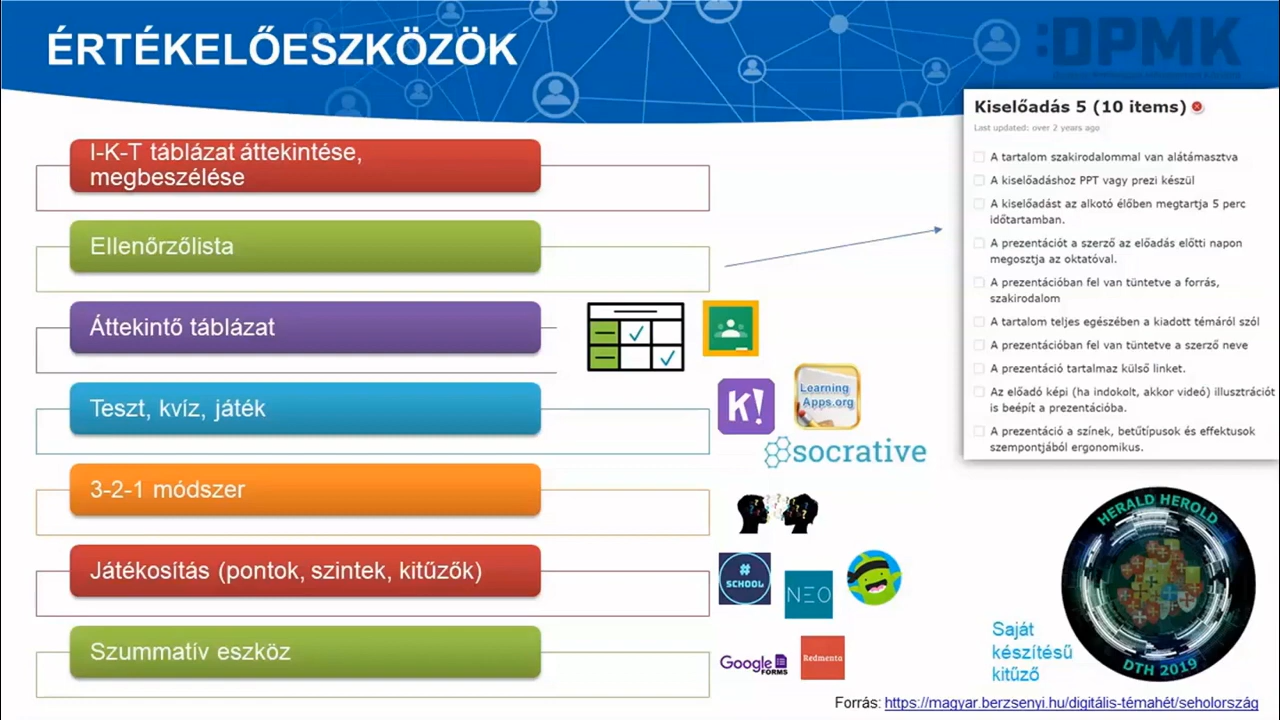 ÉRTÉKELŐESZKÖZÖK
:DPMK
I-K-T táblázat áttekintése,
megbeszélése
Ellenőrzőlista
Áttekintő táblázat
Teszt, kvíz, játék
3-2-1 módszer
Játékosítás (pontok, szintek, kitűzők)
Szummatív eszköz
K!
Learning
Apps.org
socrative
#
SCHOOL
NEO
Google
FORMS
Redmenta
Kiselőadás 5 (10 items)
Last updated: over 2 years ago
A tartalom szakirodalommal van alátámasztva
A kiselőadáshoz PPT vagy prezi készül
A kiselőadást az alkotó élőben megtartja 5 perc
időtartamban.
A prezentációt a szerző az előadás előtti napon
megosztja az oktatóval.
A prezentációban fel van tüntetve a forrás,
szakirodalom
A tartalom teljes egészében a kiadott témáról szól
A prezentációban fel van tüntetve a szerző neve
A prezentáció tartalmaz külső linket.
Az előadó képi (ha indokolt, akkor videó) illusztrációt
is beépít a prezentációba.
A prezentáció a színek, betűtípusok és effektusok
szempontjából ergonomikus.
HERALD HEROLD
DTH 2019
Saját
készítésű
kitűző
Forrás: https://magyar.berzsenyi.hu/digitális-témahét/seholország